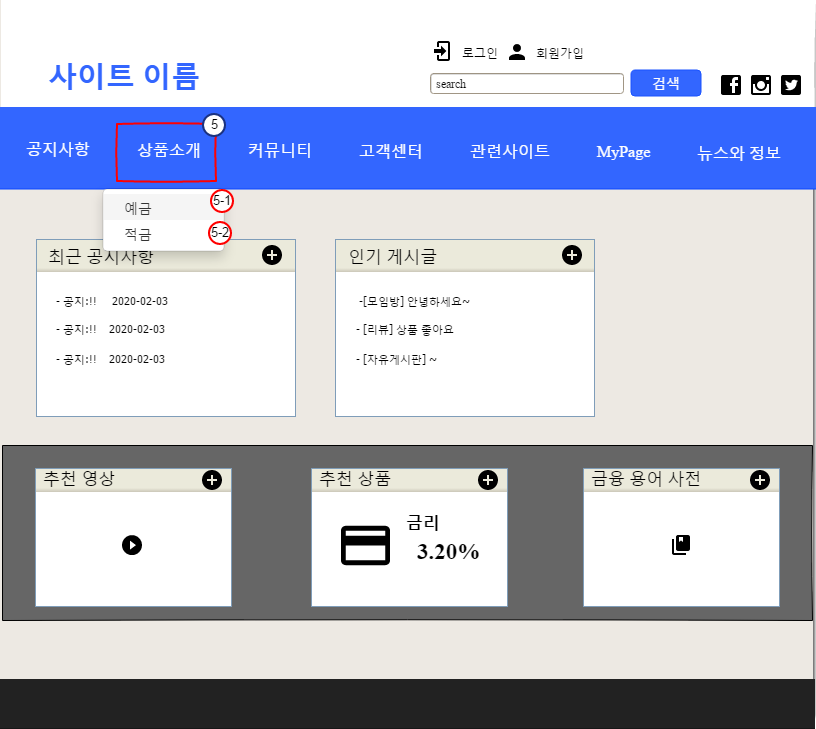 로그인 회원가입
사이트 이름
search 검색
5
공지사항 상품소개 커뮤니티 고객센터 관련사이트 MyPage 뉴스와 정보
예금 5-1
적금 5-2
최근 공지사항
- 공지:!! 2020-02-03
- 공지:!! 2020-02-03
- 공지:!! 2020-02-03
인기 게시글
-[모임방] 안녕하세요~
- [리뷰] 상품 좋아요
- [자유게시판] ~
추천 영상
추천 상품
금리
3.20%
금융 용어 사전